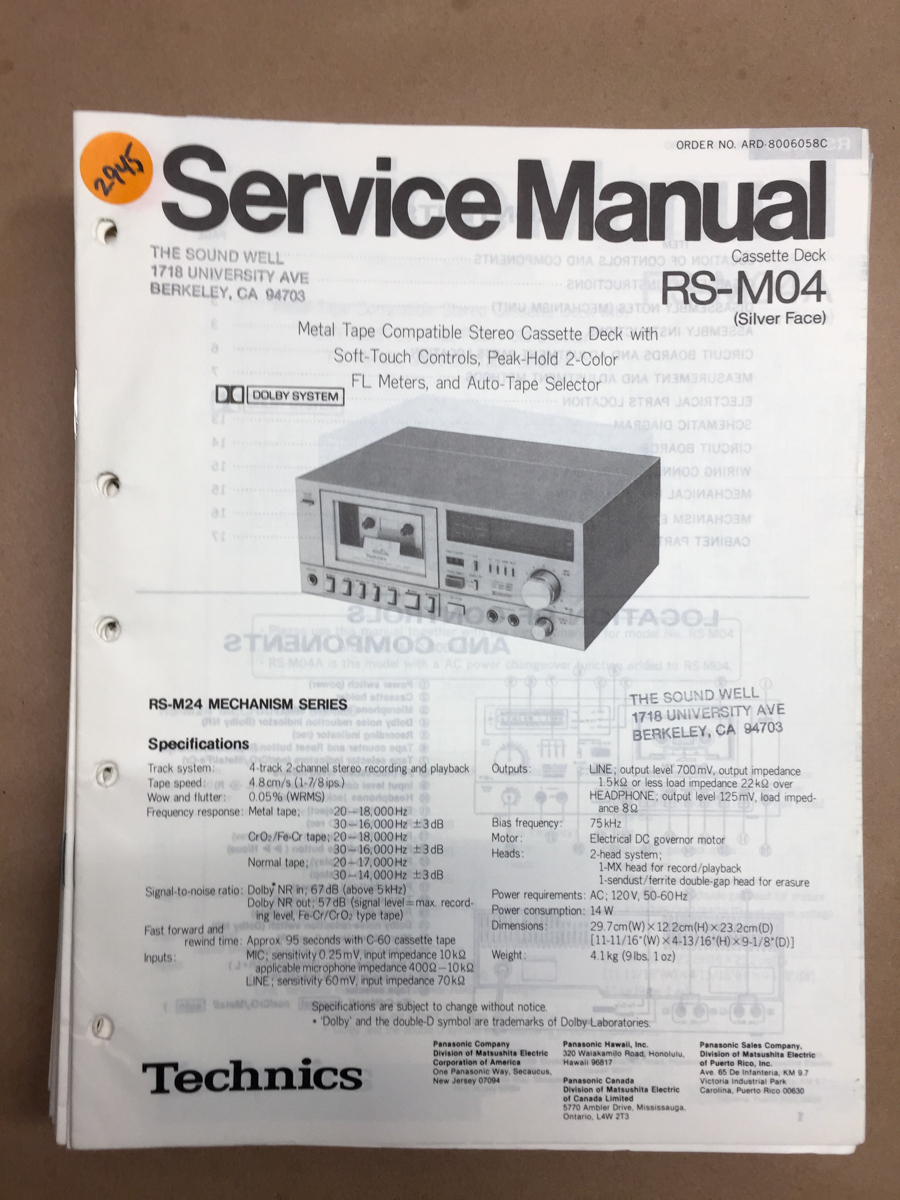 ORDER NO. ARD-8006058C
2945
Service Manual
THE SOUND WELL
1718 UNIVERSITY AVE
BERKELEY, CA 94703
Cassette Deck
RS-M04
(Silver Face)
Metal Tape Compatible Stereo Cassette Deck with
Soft-Touch Controls, Peak-Hold 2-Color
FL Meters, and Auto-Tape Selector
DOLBY SYSTEM
RS-M24 MECHANISM SERIES
THE SOUND WELL
1718 UNIVERSITY AVE
BERKELEY, CA 94703
Specifications
Track system: 4-track 2-channel stereo recording and playback
Tape speed: 4.8cm/s (1-7/8ips.)
Wow and flutter: 0.05% (WRMS)
Frequency response: Metal tape; 20—18,000Hz
30—16,000Hz ±3dB
CrO₂/Fe-Cr tape; 20—18,000Hz
30—16,000Hz ±3dB
Normal tape; 20—17,000Hz
30—14,000Hz ±3dB
Signal-to-noise ratio: Dolby NR in; 67dB (above 5kHz)
Dolby NR out; 57dB (signal level=max. record-
ing level, Fe-Cr/CrO₂ type tape)
Fast forward and
rewind time: Approx. 95 seconds with C-60 cassette tape
Inputs: MIC; sensitivity 0.25mV, input impedance 10kΩ
applicable microphone impedance 400Ω—10kΩ
LINE; sensitivity 60mV, input impedance 70kΩ
Outputs: LINE; output level 700mV, output impedance
1.5kΩ or less load impedance 22kΩ over
HEADPHONE; output level 125mV, load imped-
ance 8Ω
Bias frequency: 75kHz
Motor: Electrical DC governor motor
Heads: 2-head system;
1-MX head for record/playback
1-sendust/ferrite double-gap head for erasure
Power requirements: AC; 120V, 50-60Hz
Power consumption: 14W
Dimensions: 29.7cm(W)×12.2cm(H)×23.2cm(D)
[11-11/16"(W)×4-13/16"(H)×9-1/8"(D)]
Weight: 4.1kg (9lbs. 1oz)
Specifications are subject to change without notice.
• 'Dolby' and the double-D symbol are trademarks of Dolby Laboratories.
Technics
Panasonic Company
Division of Matsushita Electric
Corporation of America
One Panasonic Way, Secaucus,
New Jersey 07094
Panasonic Hawaii, Inc.
320 Waiakamilo Road, Honolulu,
Hawaii 96817
Panasonic Canada
Division of Matsushita Electric
of Canada Limited
5770 Ambler Drive, Mississauga,
Ontario, L4W 2T3
Panasonic Sales Company,
Division of Matsushita Electric
of Puerto Rico, Inc.
Ave. 65 De Infanteria, KM 9.7
Victoria Industrial Park
Carolina, Puerto Rico 00630